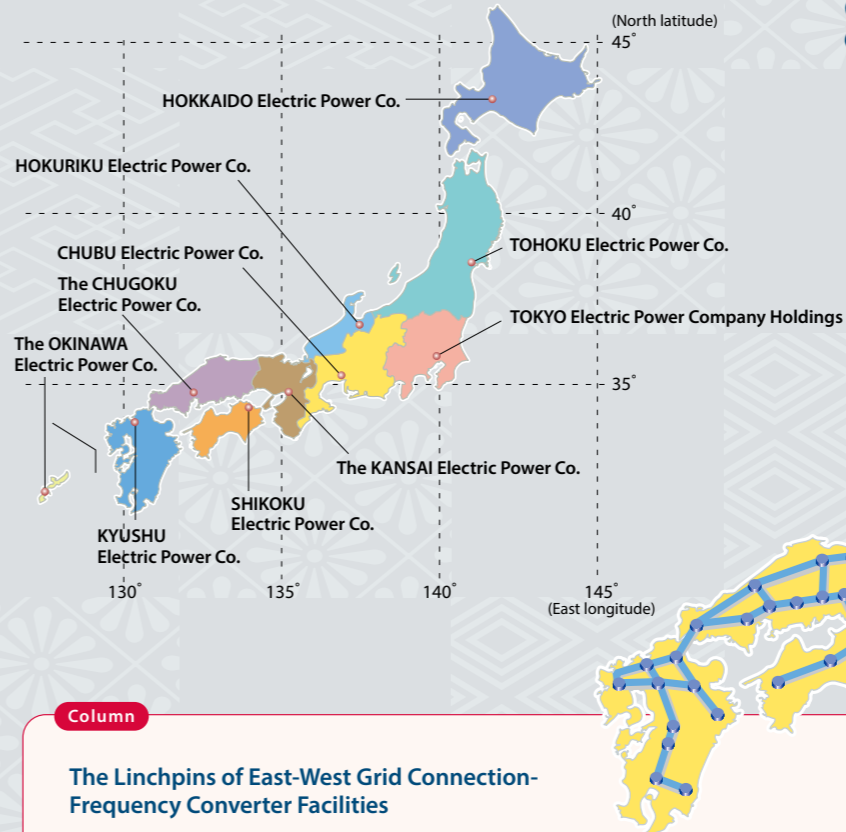 (North latitude)
45˚
HOKKAIDO Electric Power Co.
HOKURIKU Electric Power Co.
40˚
TOHOKU Electric Power Co.
CHUBU Electric Power Co.
The CHUGOKU
Electric Power Co.
TOKYO Electric Power Company Holdings
The OKINAWA
Electric Power Co.
35˚
The KANSAI Electric Power Co.
SHIKOKU
Electric Power Co.
KYUSHU
Electric Power Co.
130˚
135˚
140˚
145˚
(East longitude)
Column
The Linchpins of East-West Grid Connection-
Frequency Converter Facilities